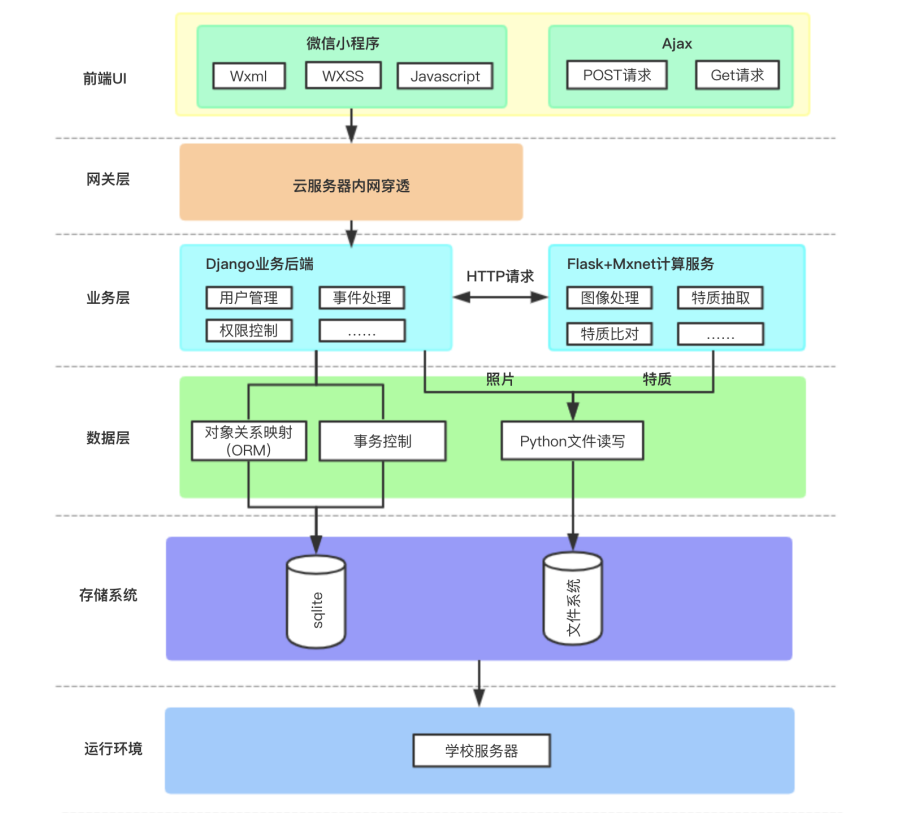 微信小程序
Ajax
Wxml
WXSS
Javascript
POST请求
Get请求
前端UI
网关层
云服务器内网穿透
Django业务后端
HTTP请求
Flask+Mxnet计算服务
业务层
用户管理
事件处理
图像处理
特质抽取
权限控制
……
特质比对
……
照片
特质
数据层
对象关系映射
(ORM)
事务控制
Python文件读写
存储系统
sqlite
文件系统
运行环境
学校服务器